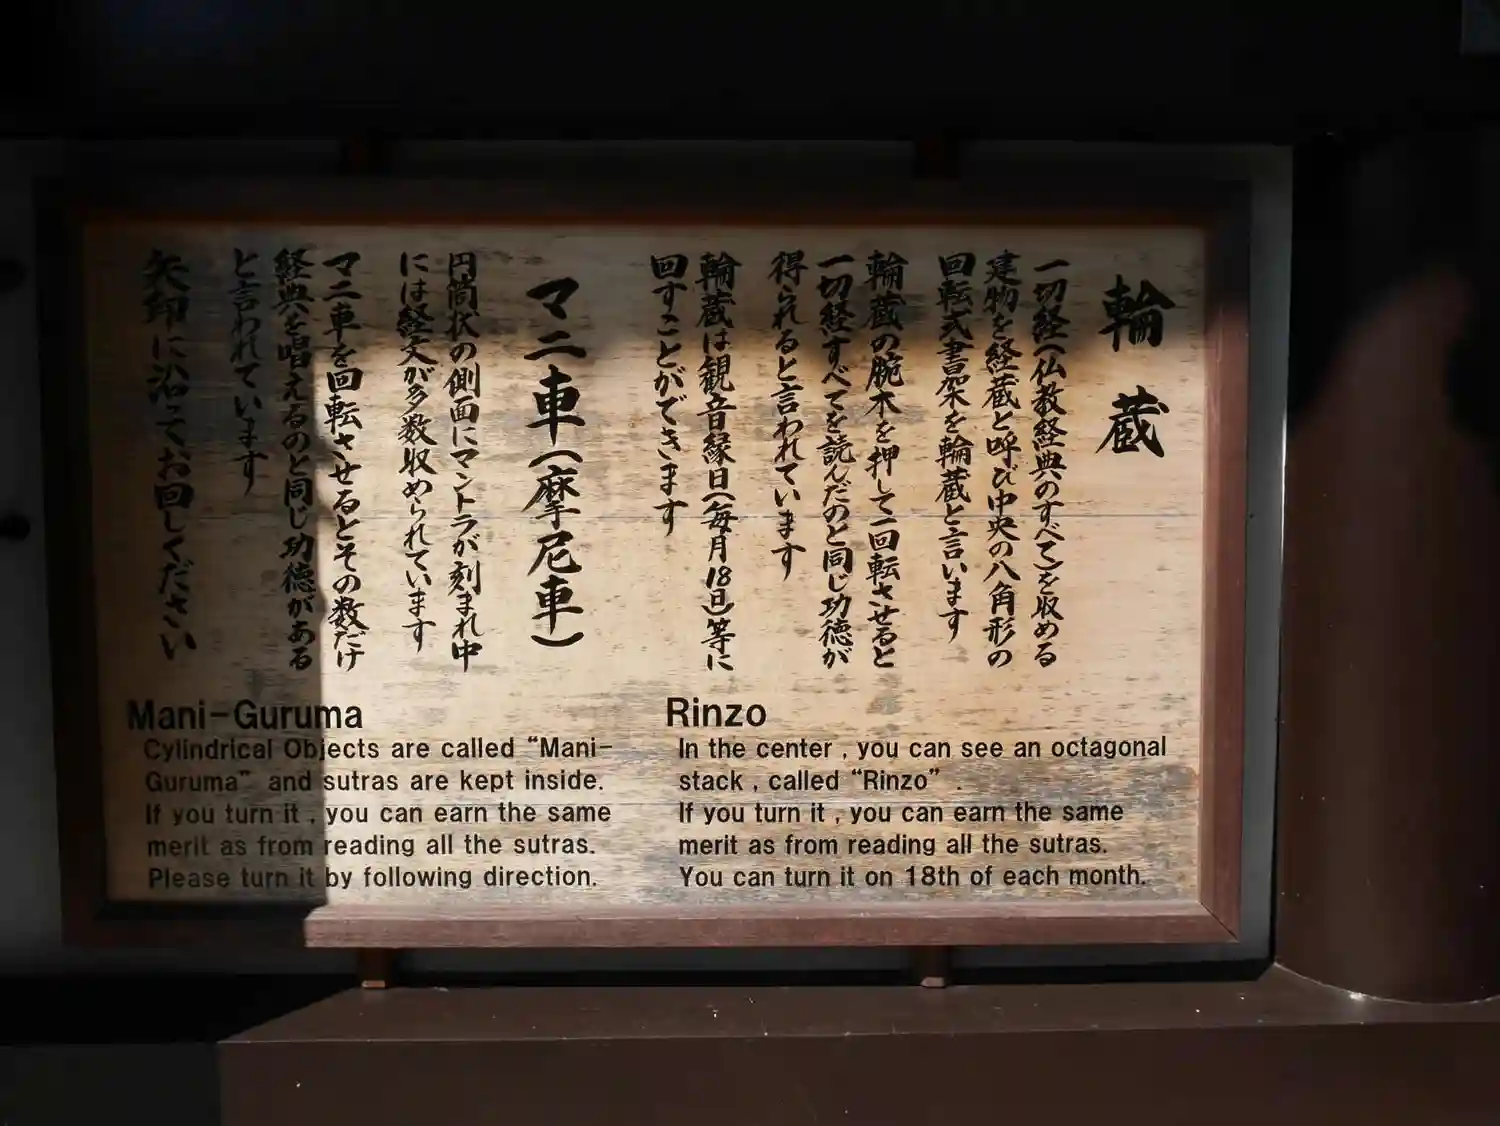 輪蔵
一切経(仏教経典のすべて)を収める
建物を経蔵と呼び中央の八角形の
回転式書架を輪蔵と言います
輪蔵の腕木を押して一回転させると
一切経すべてを読んだのと同じ功徳が
得られると言われています
輪蔵は観音縁日(毎月18日)等に
回すことができます
マニ車(摩尼車)
円筒状の側面にマントラが刻まれ中
には経文が多数収められています
マニ車を回転させるとその数だけ
経典を唱えるのと同じ功徳がある
と言われています
矢印に沿ってお回しください
Rinzo
In the center , you can see an octagonal
stack , called “Rinzo” .
If you turn it , you can earn the same
merit as from reading all the sutras.
You can turn it on 18th of each month.
Mani-Guruma
Cylindrical Objects are called “Mani-
Guruma” and sutras are kept inside.
If you turn it , you can earn the same
merit as from reading all the sutras.
Please turn it by following direction.